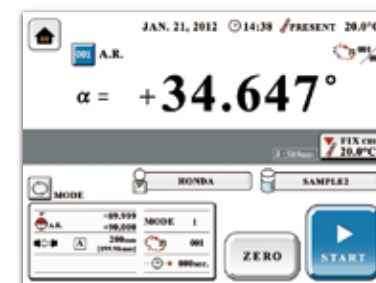 JAN. 21, 2012 14:38 PRESENT 20.0°C
001 A.R.
α = +34.647°
FIX
20.0°C
HONDA SAMPLE2
MODE
A.R. -89.999 MODE 1
+90.000
A 200mm 001
000sec.
ZERO START